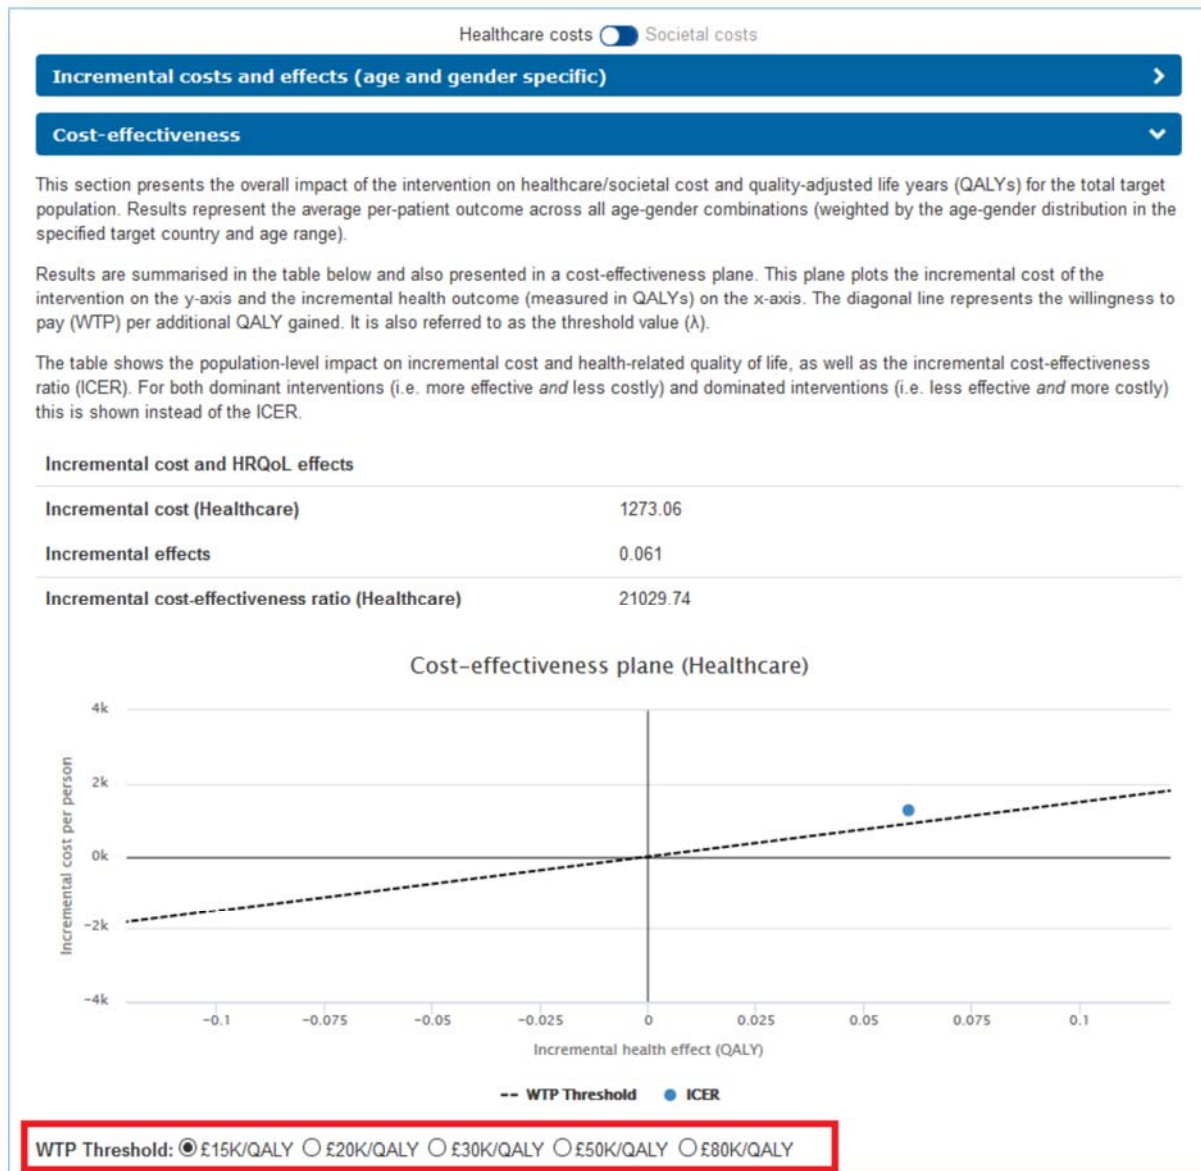 Healthcare costs Societal costs
Incremental costs and effects (age and gender specific)
Cost-effectiveness
This section presents the overall impact of the intervention on healthcare/societal cost and quality-adjusted life years (QALYs) for the total target
population. Results represent the average per-patient outcome across all age-gender combinations (weighted by the age-gender distribution in the
specified target country and age range).
Results are summarised in the table below and also presented in a cost-effectiveness plane. This plane plots the incremental cost of the
intervention on the y-axis and the incremental health outcome (measured in QALYs) on the x-axis. The diagonal line represents the willingness to
pay (WTP) per additional QALY gained. It is also referred to as the threshold value (λ).
The table shows the population-level impact on incremental cost and health-related quality of life, as well as the incremental cost-effectiveness
ratio (ICER). For both dominant interventions (i.e. more effective and less costly) and dominated interventions (i.e. less effective and more costly)
this is shown instead of the ICER.
Incremental cost and HRQoL effects
Incremental cost (Healthcare) 1273.06
Incremental effects 0.061
Incremental cost-effectiveness ratio (Healthcare) 21029.74
Cost-effectiveness plane (Healthcare)
Incremental cost per person
4k
2k
0k
-2k
-4k
-0.1 -0.075 -0.05 -0.025 0 0.025 0.05 0.075 0.1
Incremental health effect (QALY)
-- WTP Threshold ICER
WTP Threshold: £15K/QALY £20K/QALY £30K/QALY £50K/QALY £80K/QALY